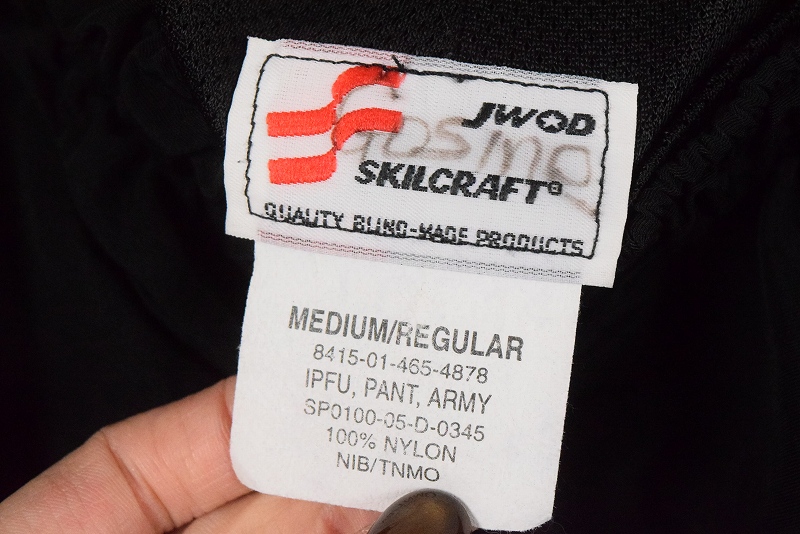 JWOD
SKILCRAFT®
QUALITY BLIND-MADE PRODUCTS
MEDIUM/REGULAR
8415-01-465-4878
IPFU, PANT, ARMY
SP0100-05-D-0345
100% NYLON
NIB/TNMO